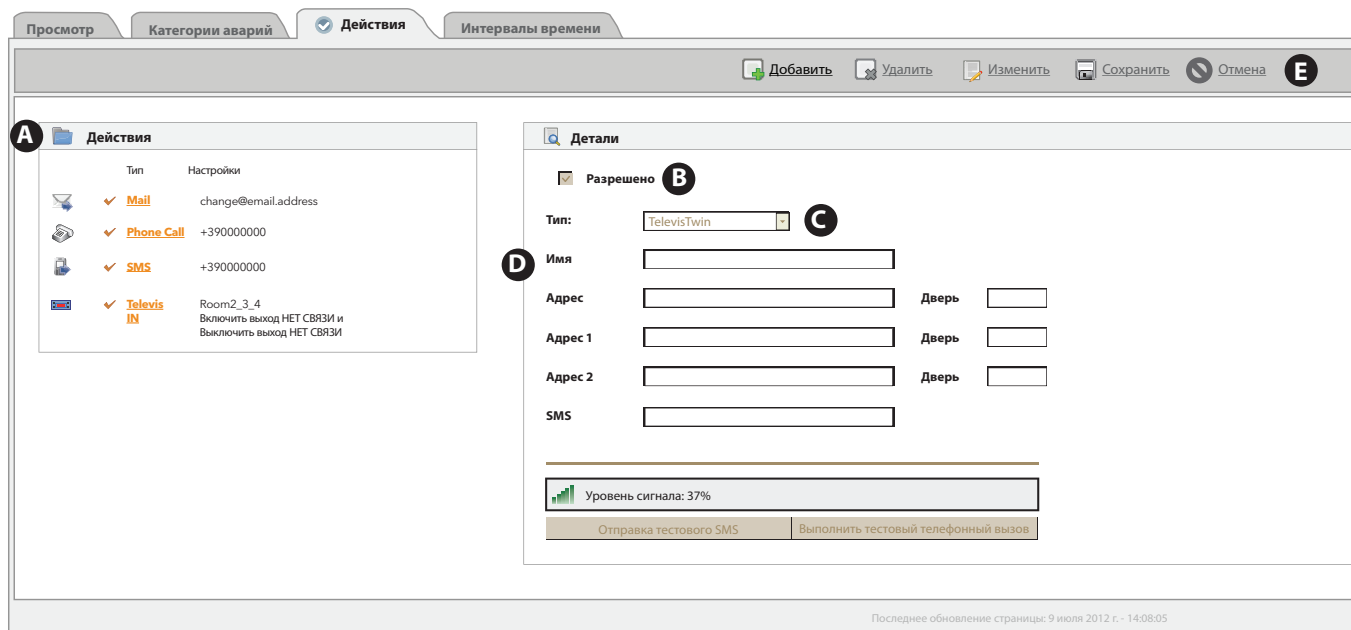 Просмотр Категории аварий Действия Интервалы времени
Добавить Удалить Изменить Сохранить Отмена E
A Действия
Тип Настройки
Mail change@email.address
Phone Call +390000000
SMS +390000000
Televis IN Room2_3_4
Включить выход НЕТ СВЯЗИ и
Выключить выход НЕТ СВЯЗИ
Детали
Разрешено B
Тип: TelevisTwin C
D Имя
Адрес Дверь
Адрес 1 Дверь
Адрес 2 Дверь
SMS
Уровень сигнала: 37%
Отправка тестового SMS Выполнить тестовый телефонный вызов
Последнее обновление страницы: 9 июля 2012 г. - 14:08:05